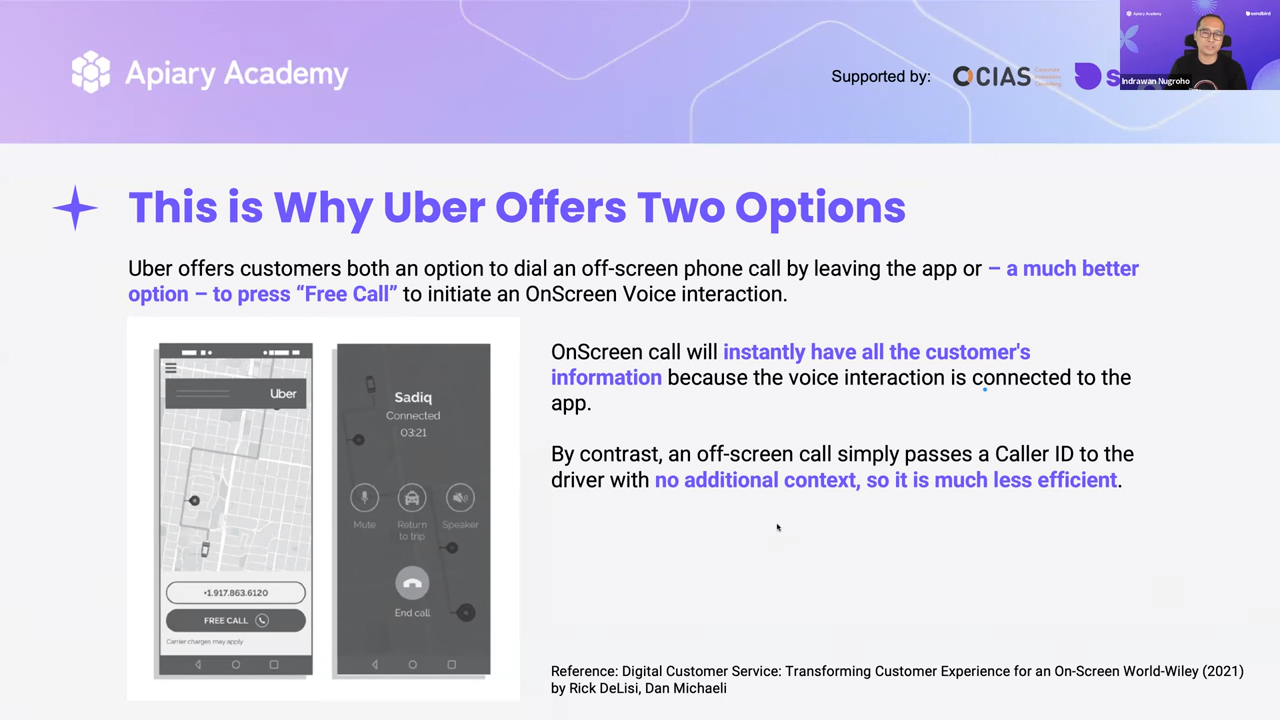 Apiary Academy
Supported by:
CIAS
Corporate
Innovation
Consulting
s
Apiary Academy
sendbird
Indrawan Nugroho
This is Why Uber Offers Two Options
Uber offers customers both an option to dial an off-screen phone call by leaving the app or – a much better
option – to press “Free Call” to initiate an OnScreen Voice interaction.
Uber
+1.917.863.6120
FREE CALL
Carrier charges may apply
Sadiq
Connected
03:21
Mute
Return
to trip
Speaker
End call
OnScreen call will instantly have all the customer's
information because the voice interaction is connected to the
app.
By contrast, an off-screen call simply passes a Caller ID to the
driver with no additional context, so it is much less efficient.
Reference: Digital Customer Service: Transforming Customer Experience for an On-Screen World-Wiley (2021)
by Rick DeLisi, Dan Michaeli